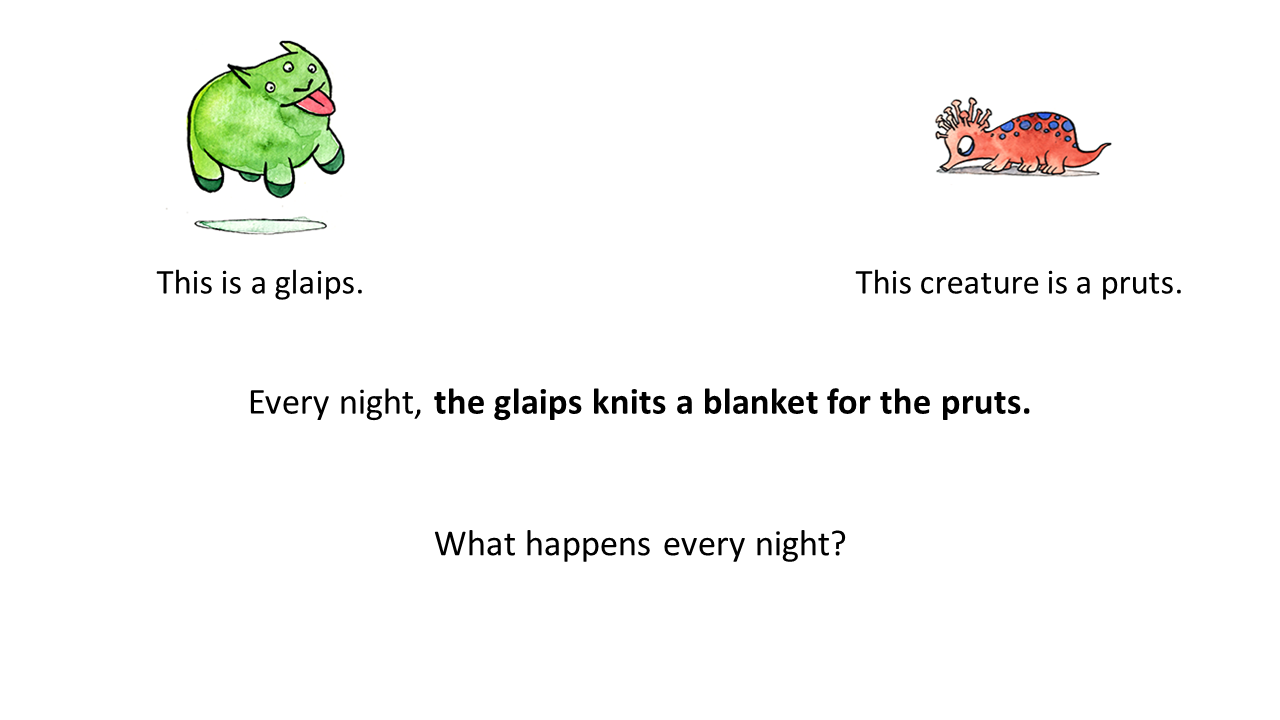 This is a glaips.
This creature is a pruts.
Every night, the glaips knits a blanket for the pruts.
What happens every night?